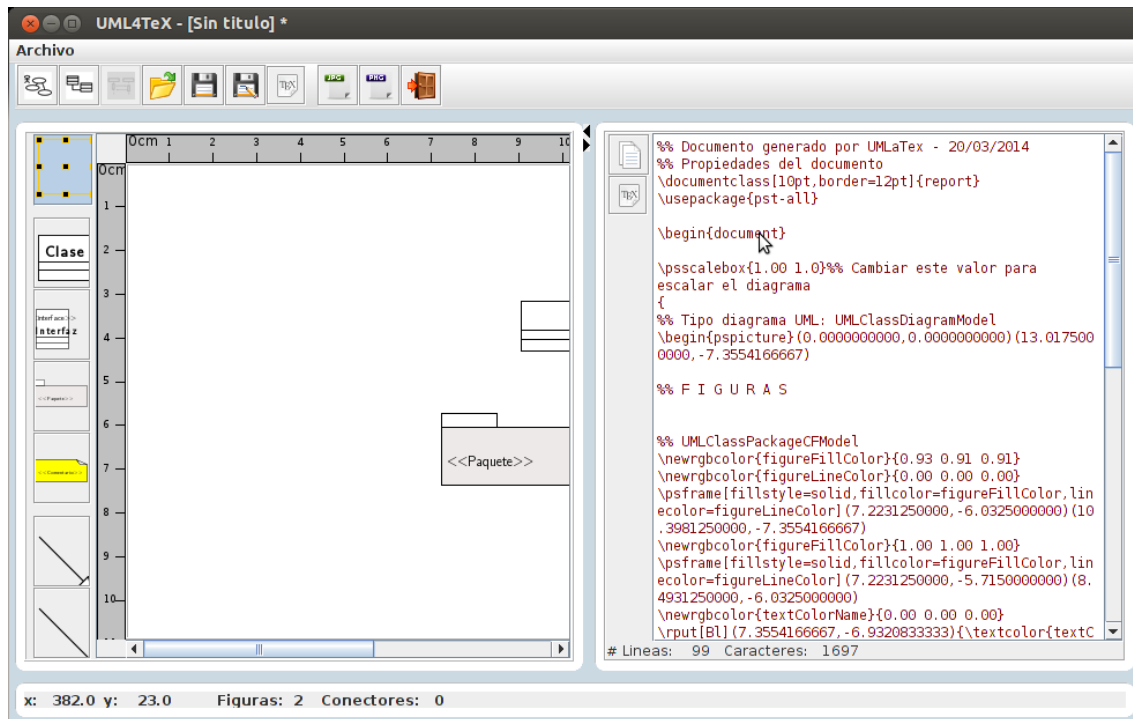 UML4TeX - [Sin titulo] *
Archivo
TEX
JPG
PNG
0cm 1 2 3 4 5 6 7 8 9 10
0cm
1
2
3
4
5
6
7
8
9
10
Clase
Interfaz
<<Paquete>>
<<Comentario>>
<<Paquete>>
TEX
%% Documento generado por UMLaTex - 20/03/2014
%% Propiedades del documento
\documentclass[10pt,border=12pt]{report}
\usepackage{pst-all}
\begin{document}
\psscalebox{1.00 1.0}%% Cambiar este valor para
escalar el diagrama
{
%% Tipo diagrama UML: UMLClassDiagramModel
\begin{pspicture}(0.0000000000,0.0000000000)(13.017500
0000,-7.3554166667)
%% F I G U R A S
%% UMLClassPackageCFModel
\newrgbcolor{figureFillColor}{0.93 0.91 0.91}
\newrgbcolor{figureLineColor}{0.00 0.00 0.00}
\psframe[fillstyle=solid,fillcolor=figureFillColor,lin
ecolor=figureLineColor](7.2231250000,-6.0325000000)(10
.3981250000,-7.3554166667)
\newrgbcolor{figureFillColor}{1.00 1.00 1.00}
\psframe[fillstyle=solid,fillcolor=figureFillColor,lin
ecolor=figureLineColor](7.2231250000,-5.7150000000)(8.
4931250000,-6.0325000000)
\newrgbcolor{textColorName}{0.00 0.00 0.00}
\rput[Bl](7.3554166667,-6.9320833333){\textcolor{textC
# Lineas: 99 Caracteres: 1697
x: 382.0 y: 23.0 Figuras: 2 Conectores: 0